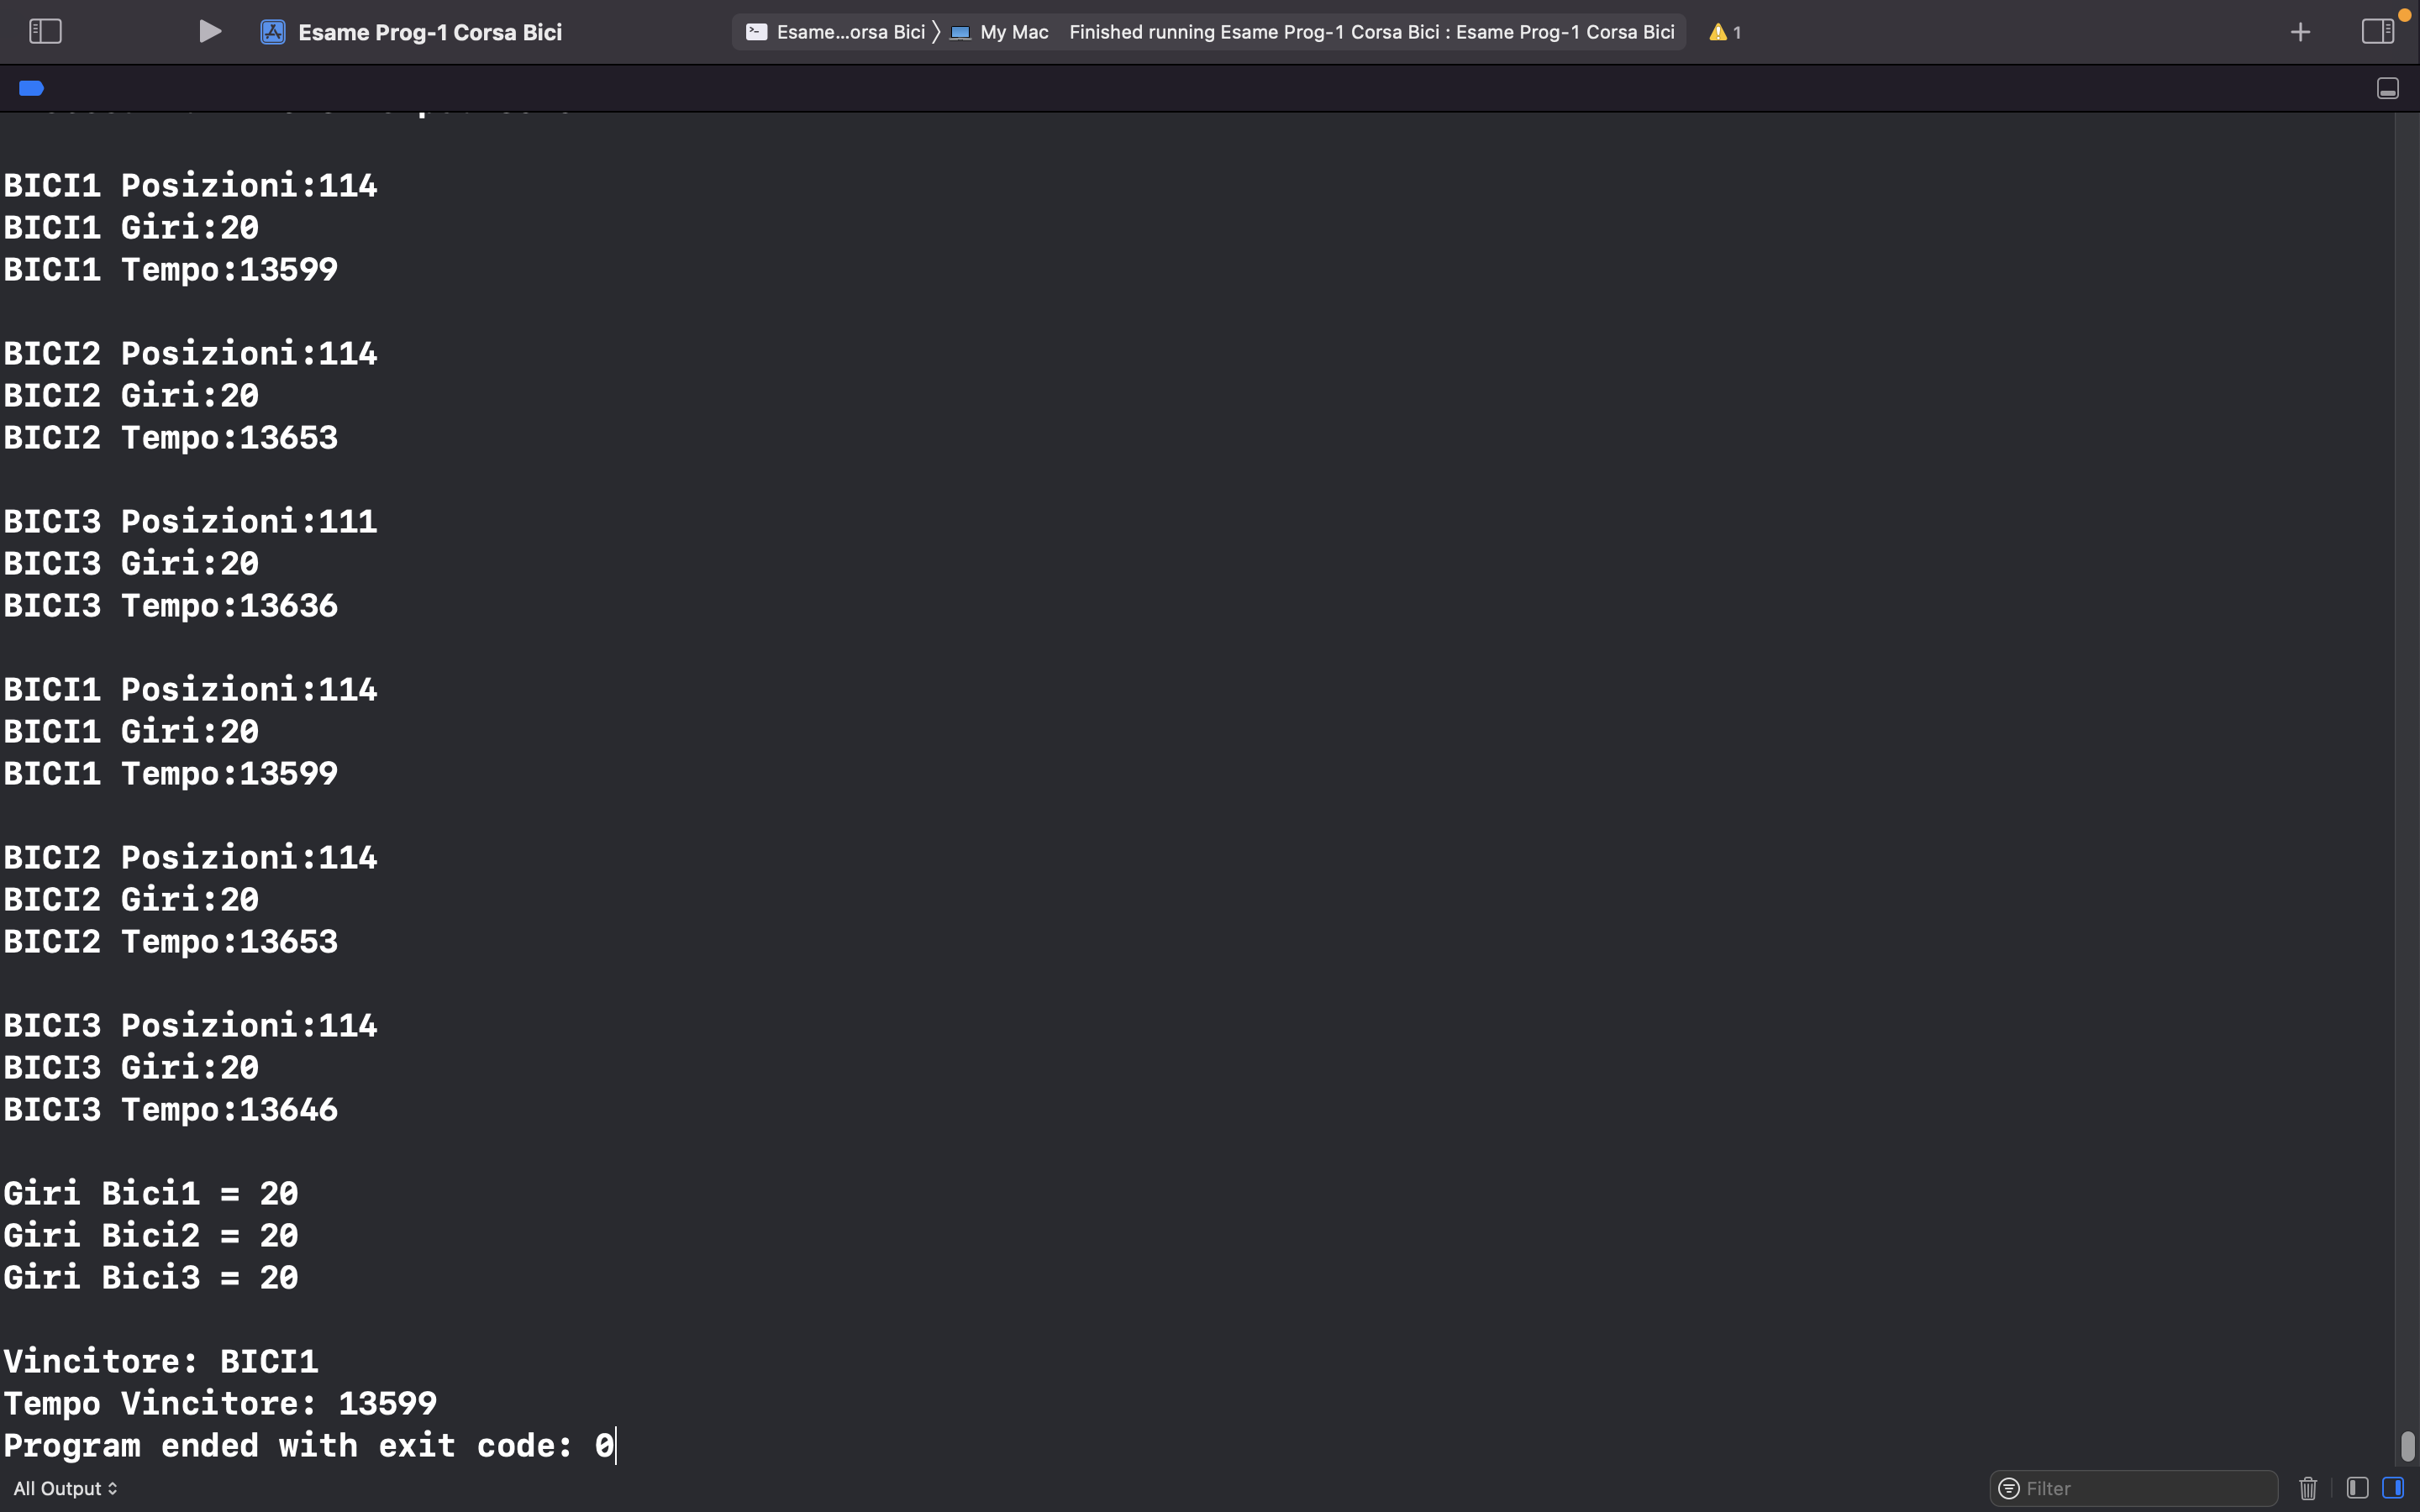 Esame Prog-1 Corsa Bici
Esame...orsa Bici 〉 My Mac Finished running Esame Prog-1 Corsa Bici : Esame Prog-1 Corsa Bici 1
BICI1 Posizioni:114
BICI1 Giri:20
BICI1 Tempo:13599
BICI2 Posizioni:114
BICI2 Giri:20
BICI2 Tempo:13653
BICI3 Posizioni:111
BICI3 Giri:20
BICI3 Tempo:13636
BICI1 Posizioni:114
BICI1 Giri:20
BICI1 Tempo:13599
BICI2 Posizioni:114
BICI2 Giri:20
BICI2 Tempo:13653
BICI3 Posizioni:114
BICI3 Giri:20
BICI3 Tempo:13646
Giri Bici1 = 20
Giri Bici2 = 20
Giri Bici3 = 20
Vincitore: BICI1
Tempo Vincitore: 13599
Program ended with exit code: 0
All Output
Filter